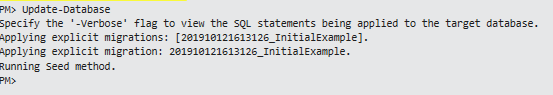 PM> Update-Database
Specify the '-Verbose' flag to view the SQL statements being applied to the target database.
Applying explicit migrations: [201910121613126_InitialExample].
Applying explicit migration: 201910121613126_InitialExample.
Running Seed method.
PM>